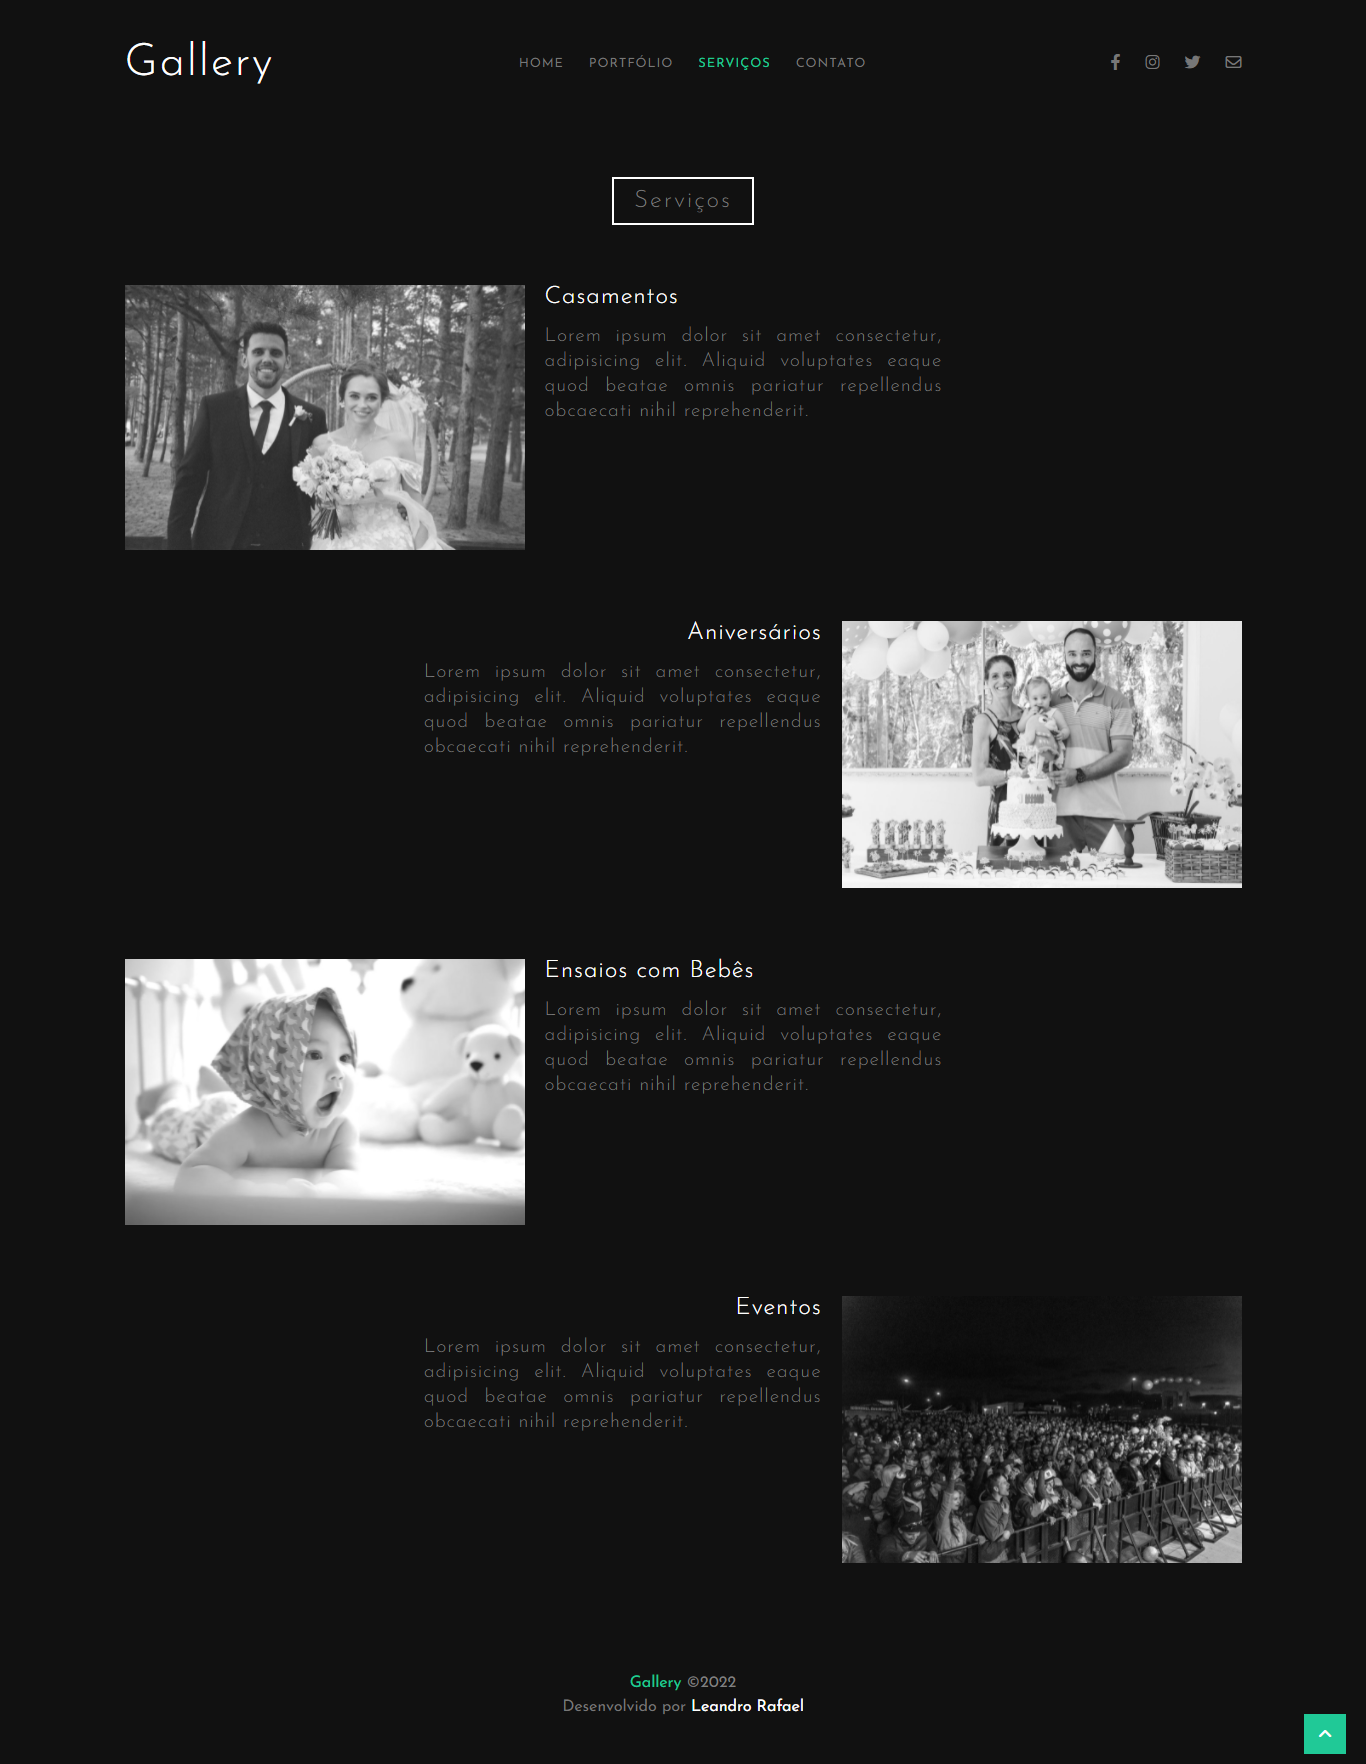 Gallery
HOME PORTFÓLIO SERVIÇOS CONTATO
Serviços
Casamentos
Lorem ipsum dolor sit amet consectetur,
adipisicing elit. Aliquid voluptates eaque
quod beatae omnis pariatur repellendus
obcaecati nihil reprehenderit.
Aniversários
Lorem ipsum dolor sit amet consectetur,
adipisicing elit. Aliquid voluptates eaque
quod beatae omnis pariatur repellendus
obcaecati nihil reprehenderit.
Ensaios com Bebês
Lorem ipsum dolor sit amet consectetur,
adipisicing elit. Aliquid voluptates eaque
quod beatae omnis pariatur repellendus
obcaecati nihil reprehenderit.
Eventos
Lorem ipsum dolor sit amet consectetur,
adipisicing elit. Aliquid voluptates eaque
quod beatae omnis pariatur repellendus
obcaecati nihil reprehenderit.
Gallery ©2022
Desenvolvido por Leandro Rafael